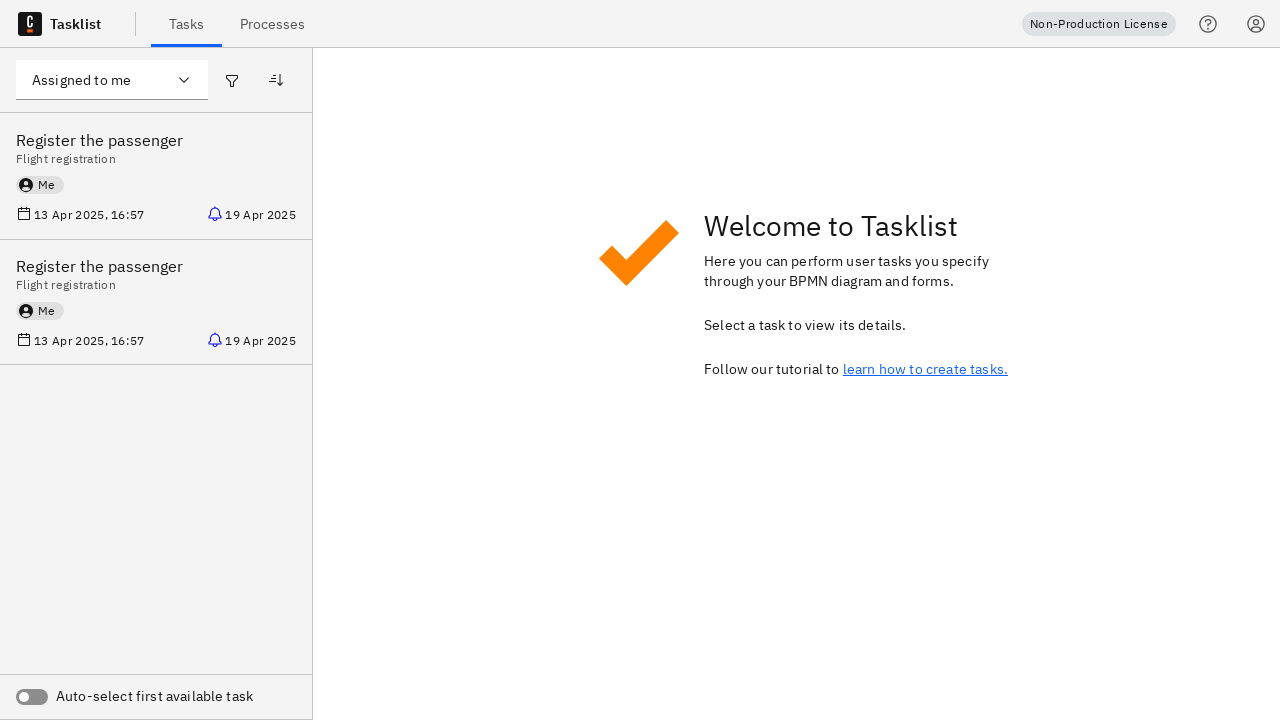 Tasklist
Tasks
Processes
Non-Production License
Assigned to me
Register the passenger
Flight registration
Me
13 Apr 2025, 16:57
19 Apr 2025
Register the passenger
Flight registration
Me
13 Apr 2025, 16:57
19 Apr 2025
Auto-select first available task
Welcome to Tasklist
Here you can perform user tasks you specify
through your BPMN diagram and forms.
Select a task to view its details.
Follow our tutorial to learn how to create tasks.